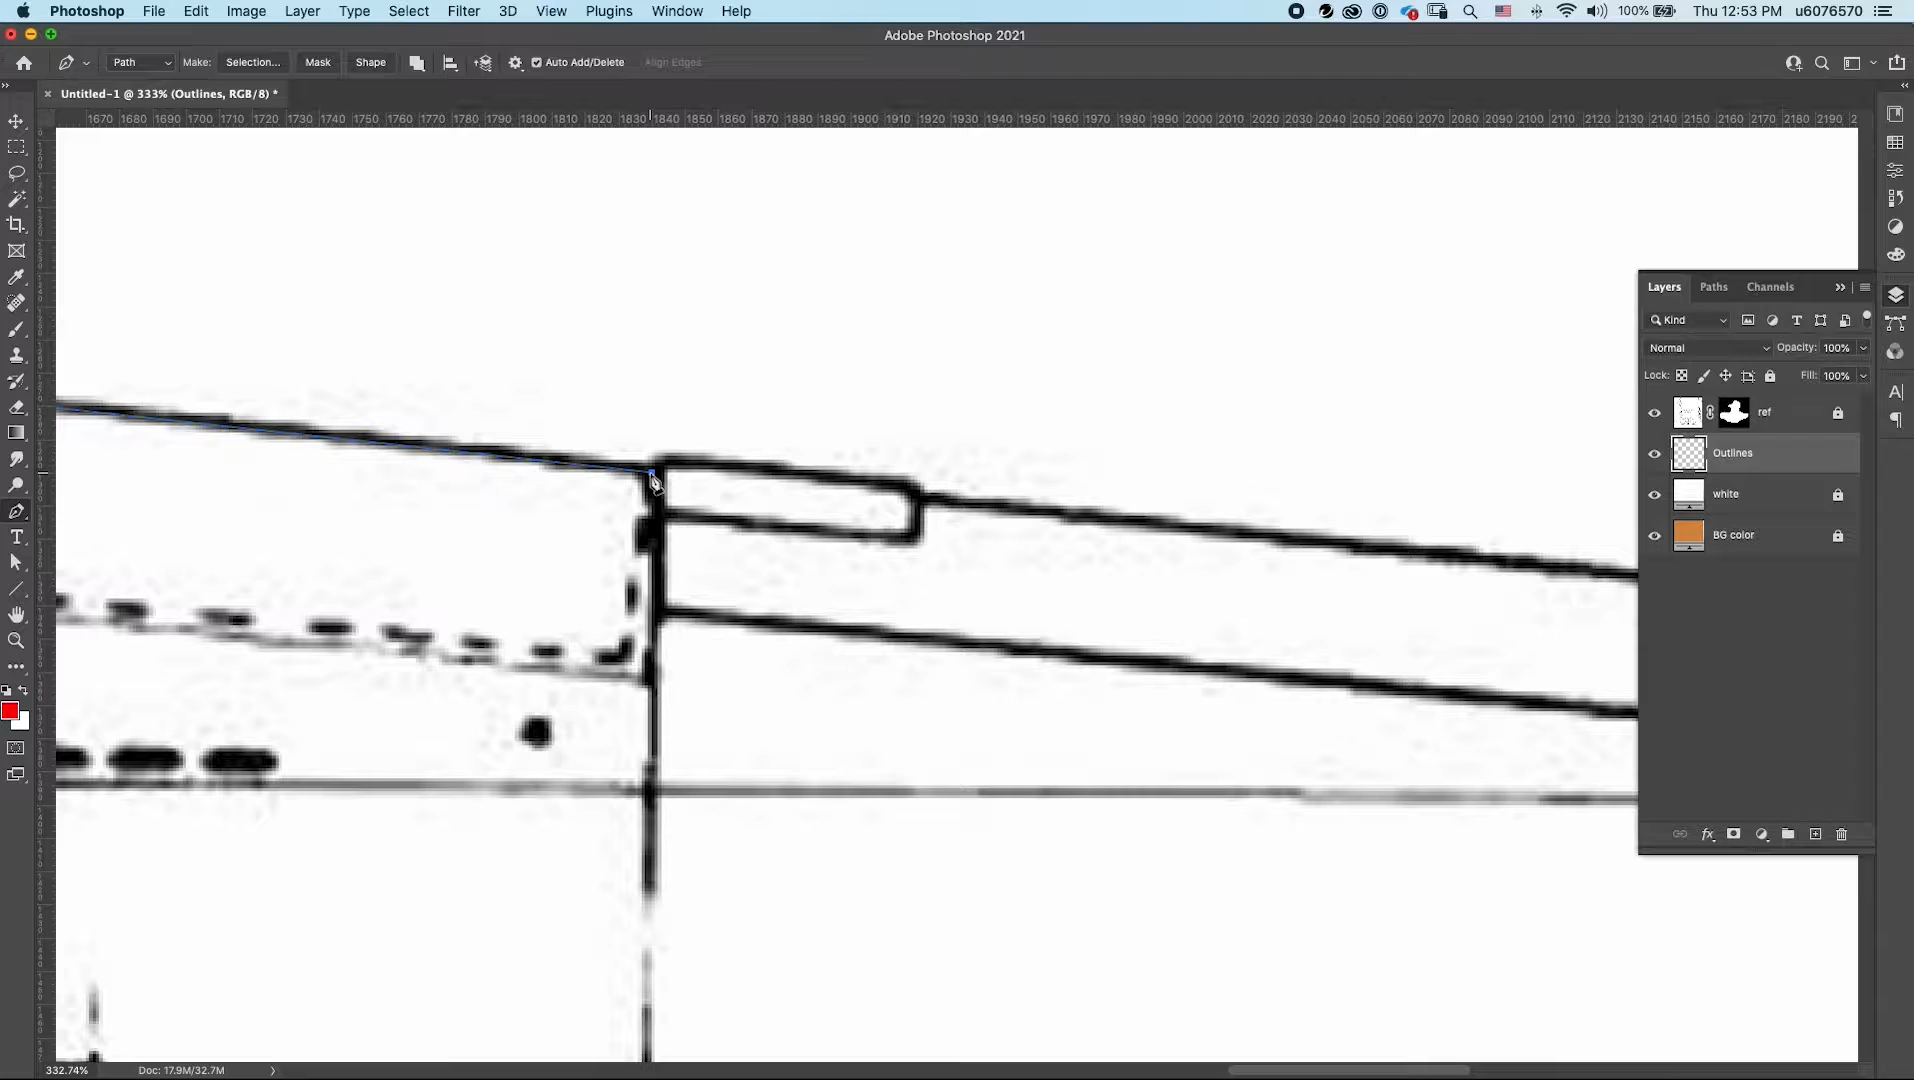 Photoshop File Edit Image Layer Type Select Filter 3D View Plugins Window Help 100% Thu 12:53 PM u6076570
Adobe Photoshop 2021
Path Make: Selection... Mask Shape Auto Add/Delete Align Edges
Untitled-1 @ 333% (Outlines, RGB/8) *
1670 1680 1690 1700 1710 1720 1730 1740 1750 1760 1770 1780 1790 1800 1810 1820 1830 1840 1850 1860 1870 1880 1890 1900 1910 1920 1930 1940 1950 1960 1970 1980 1990 2000 2010 2020 2030 2040 2050 2060 2070 2080 2090 2100 2110 2120 2130 2140 2150 2160 2170 2180 2190 2
Layers Paths Channels
Kind
Normal Opacity: 100%
Lock: Fill: 100%
ref
Outlines
white
BG color
fx
332.74% Doc: 17.9M/32.7M